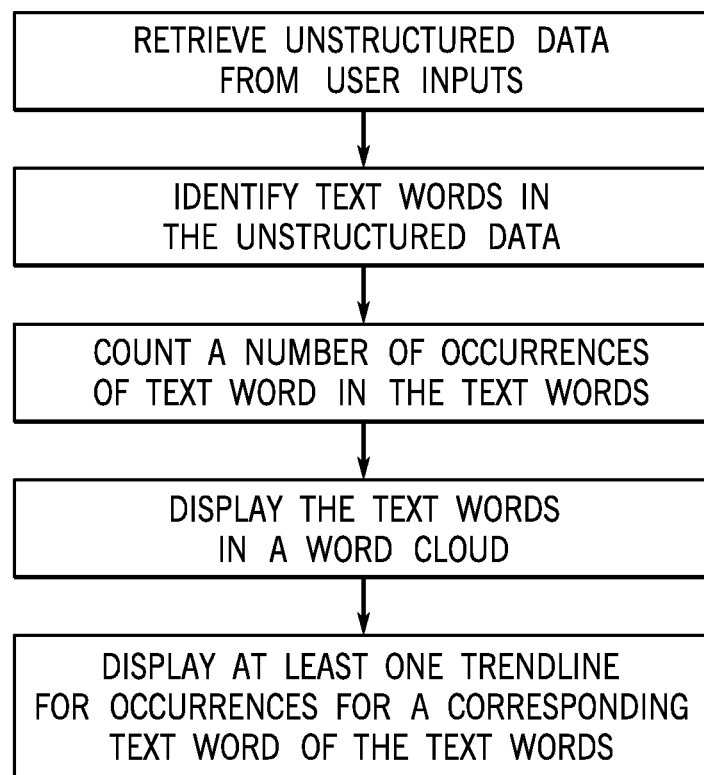 RETRIEVE UNSTRUCTURED DATA
FROM USER INPUTS
IDENTIFY TEXT WORDS IN
THE UNSTRUCTURED DATA
COUNT A NUMBER OF OCCURRENCES
OF TEXT WORD IN THE TEXT WORDS
DISPLAY THE TEXT WORDS
IN A WORD CLOUD
DISPLAY AT LEAST ONE TRENDLINE
FOR OCCURRENCES FOR A CORRESPONDING
TEXT WORD OF THE TEXT WORDS